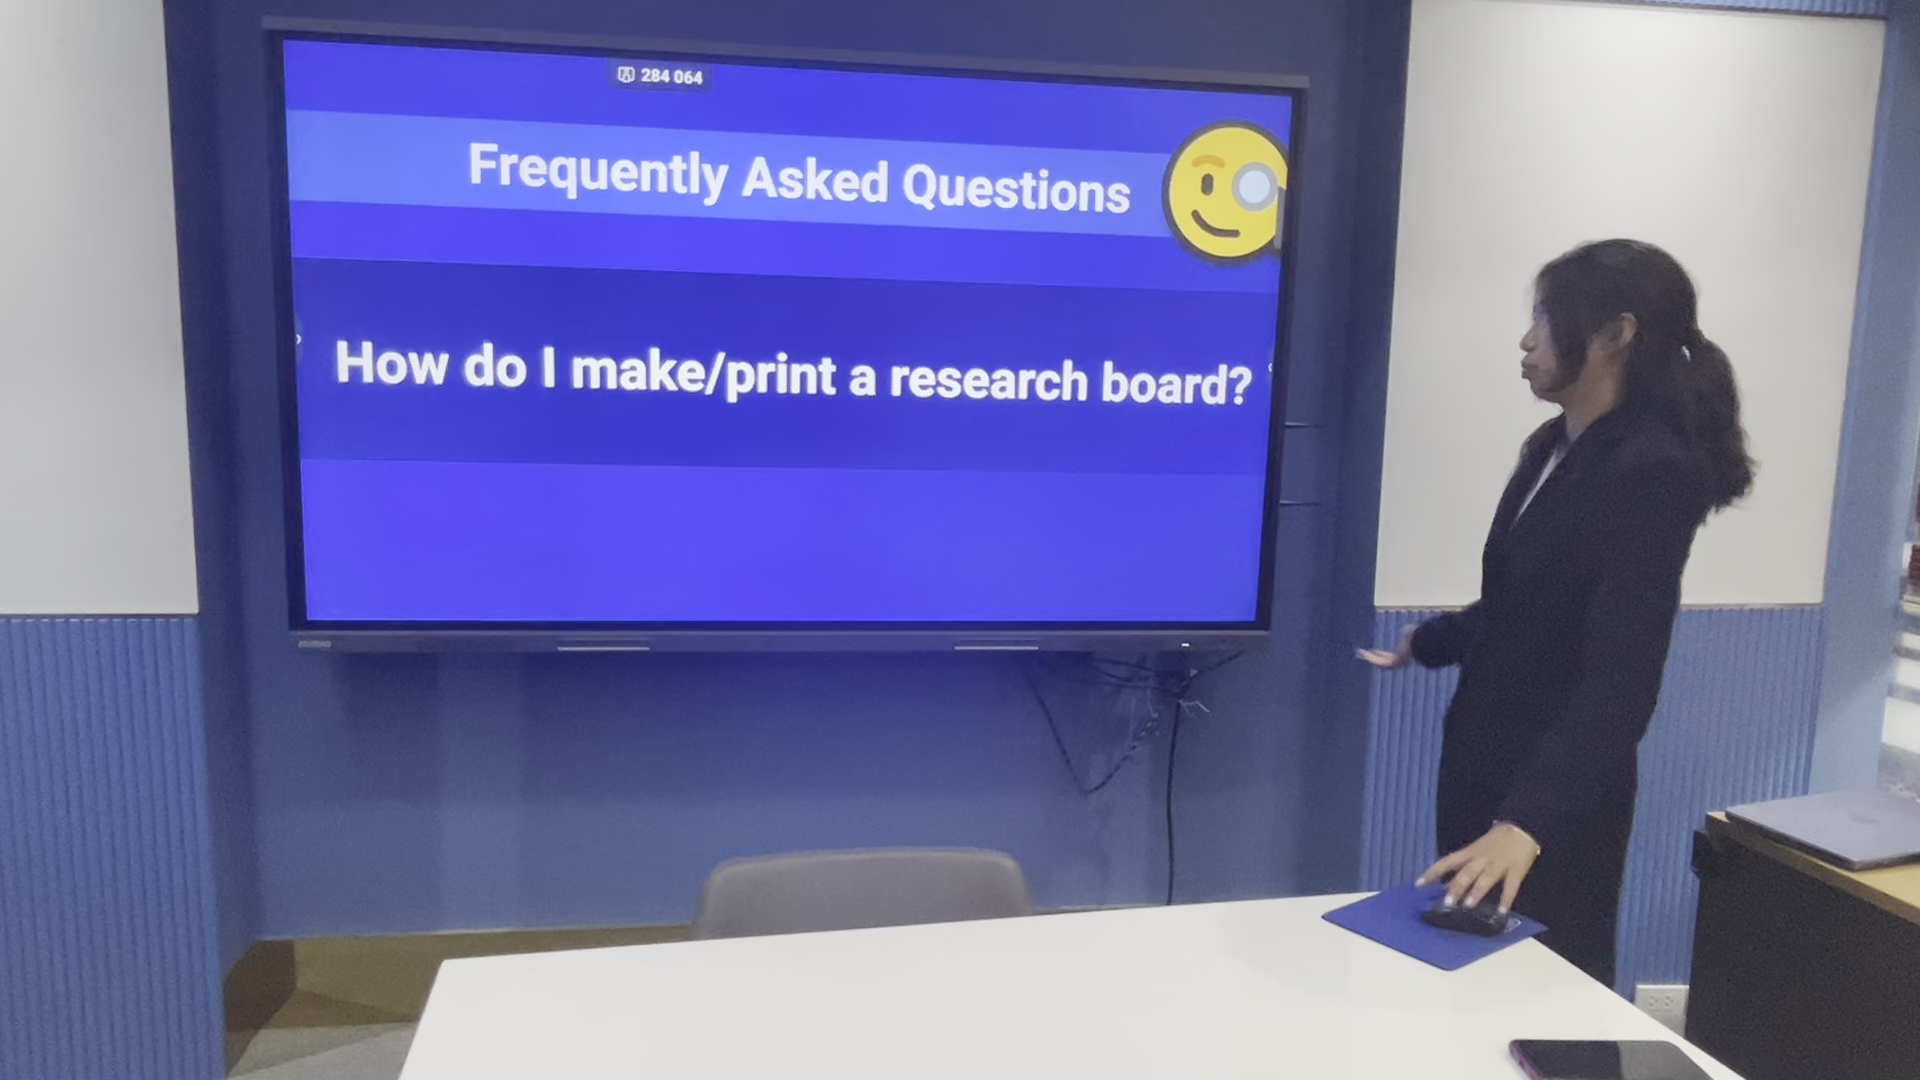 284 064
Frequently Asked Questions
How do I make/print a research board?